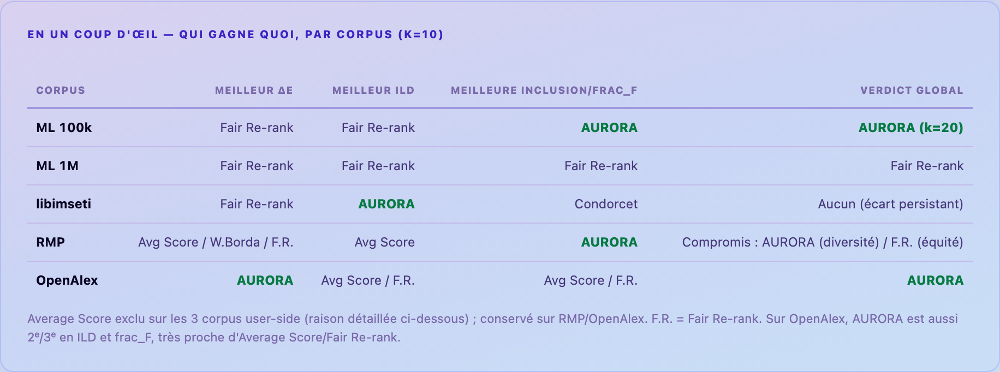 EN UN COUP D'ŒIL — QUI GAGNE QUOI, PAR CORPUS (K=10)
CORPUS MEILLEUR ΔE MEILLEUR ILD MEILLEURE INCLUSION/FRAC_F VERDICT GLOBAL
ML 100k Fair Re-rank Fair Re-rank AURORA AURORA (k=20)
ML 1M Fair Re-rank Fair Re-rank Fair Re-rank Fair Re-rank
libimseti Fair Re-rank AURORA Condorcet Aucun (écart persistant)
RMP Avg Score / W.Borda / F.R. Avg Score AURORA Compromis : AURORA (diversité) / F.R. (équité)
OpenAlex AURORA Avg Score / F.R. Avg Score / F.R. AURORA
Average Score exclu sur les 3 corpus user-side (raison détaillée ci-dessous) ; conservé sur RMP/OpenAlex. F.R. = Fair Re-rank. Sur OpenAlex, AURORA est aussi
2ᵉ/3ᵉ en ILD et frac_F, très proche d'Average Score/Fair Re-rank.